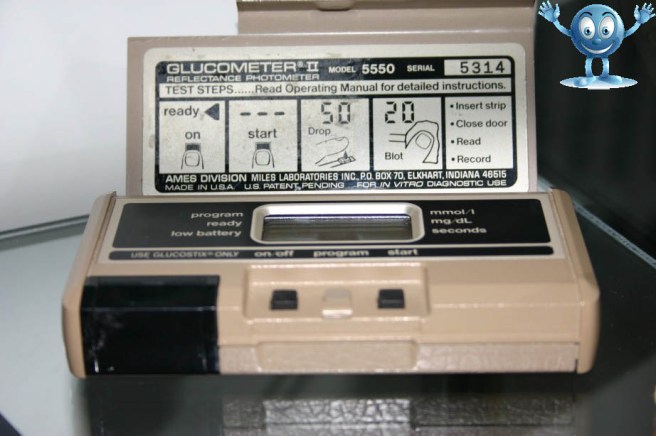 GLUCOMETER® II MODEL 5550 SERIAL 5314
REFLECTANCE PHOTOMETER
TEST STEPS......Read Operating Manual for detailed instructions.
ready
on
----
start
50
Drop
20
Blot
• Insert strip
• Close door
• Read
• Record
AMES DIVISION MILES LABORATORIES INC., P.O. BOX 70, ELKHART, INDIANA 46515
MADE IN U.S.A. U.S. PATENT PENDING FOR IN VITRO DIAGNOSTIC USE
program
ready
low battery
mmol/l
mg/dL
seconds
USE GLUCOSTIX™ ONLY on/off program start